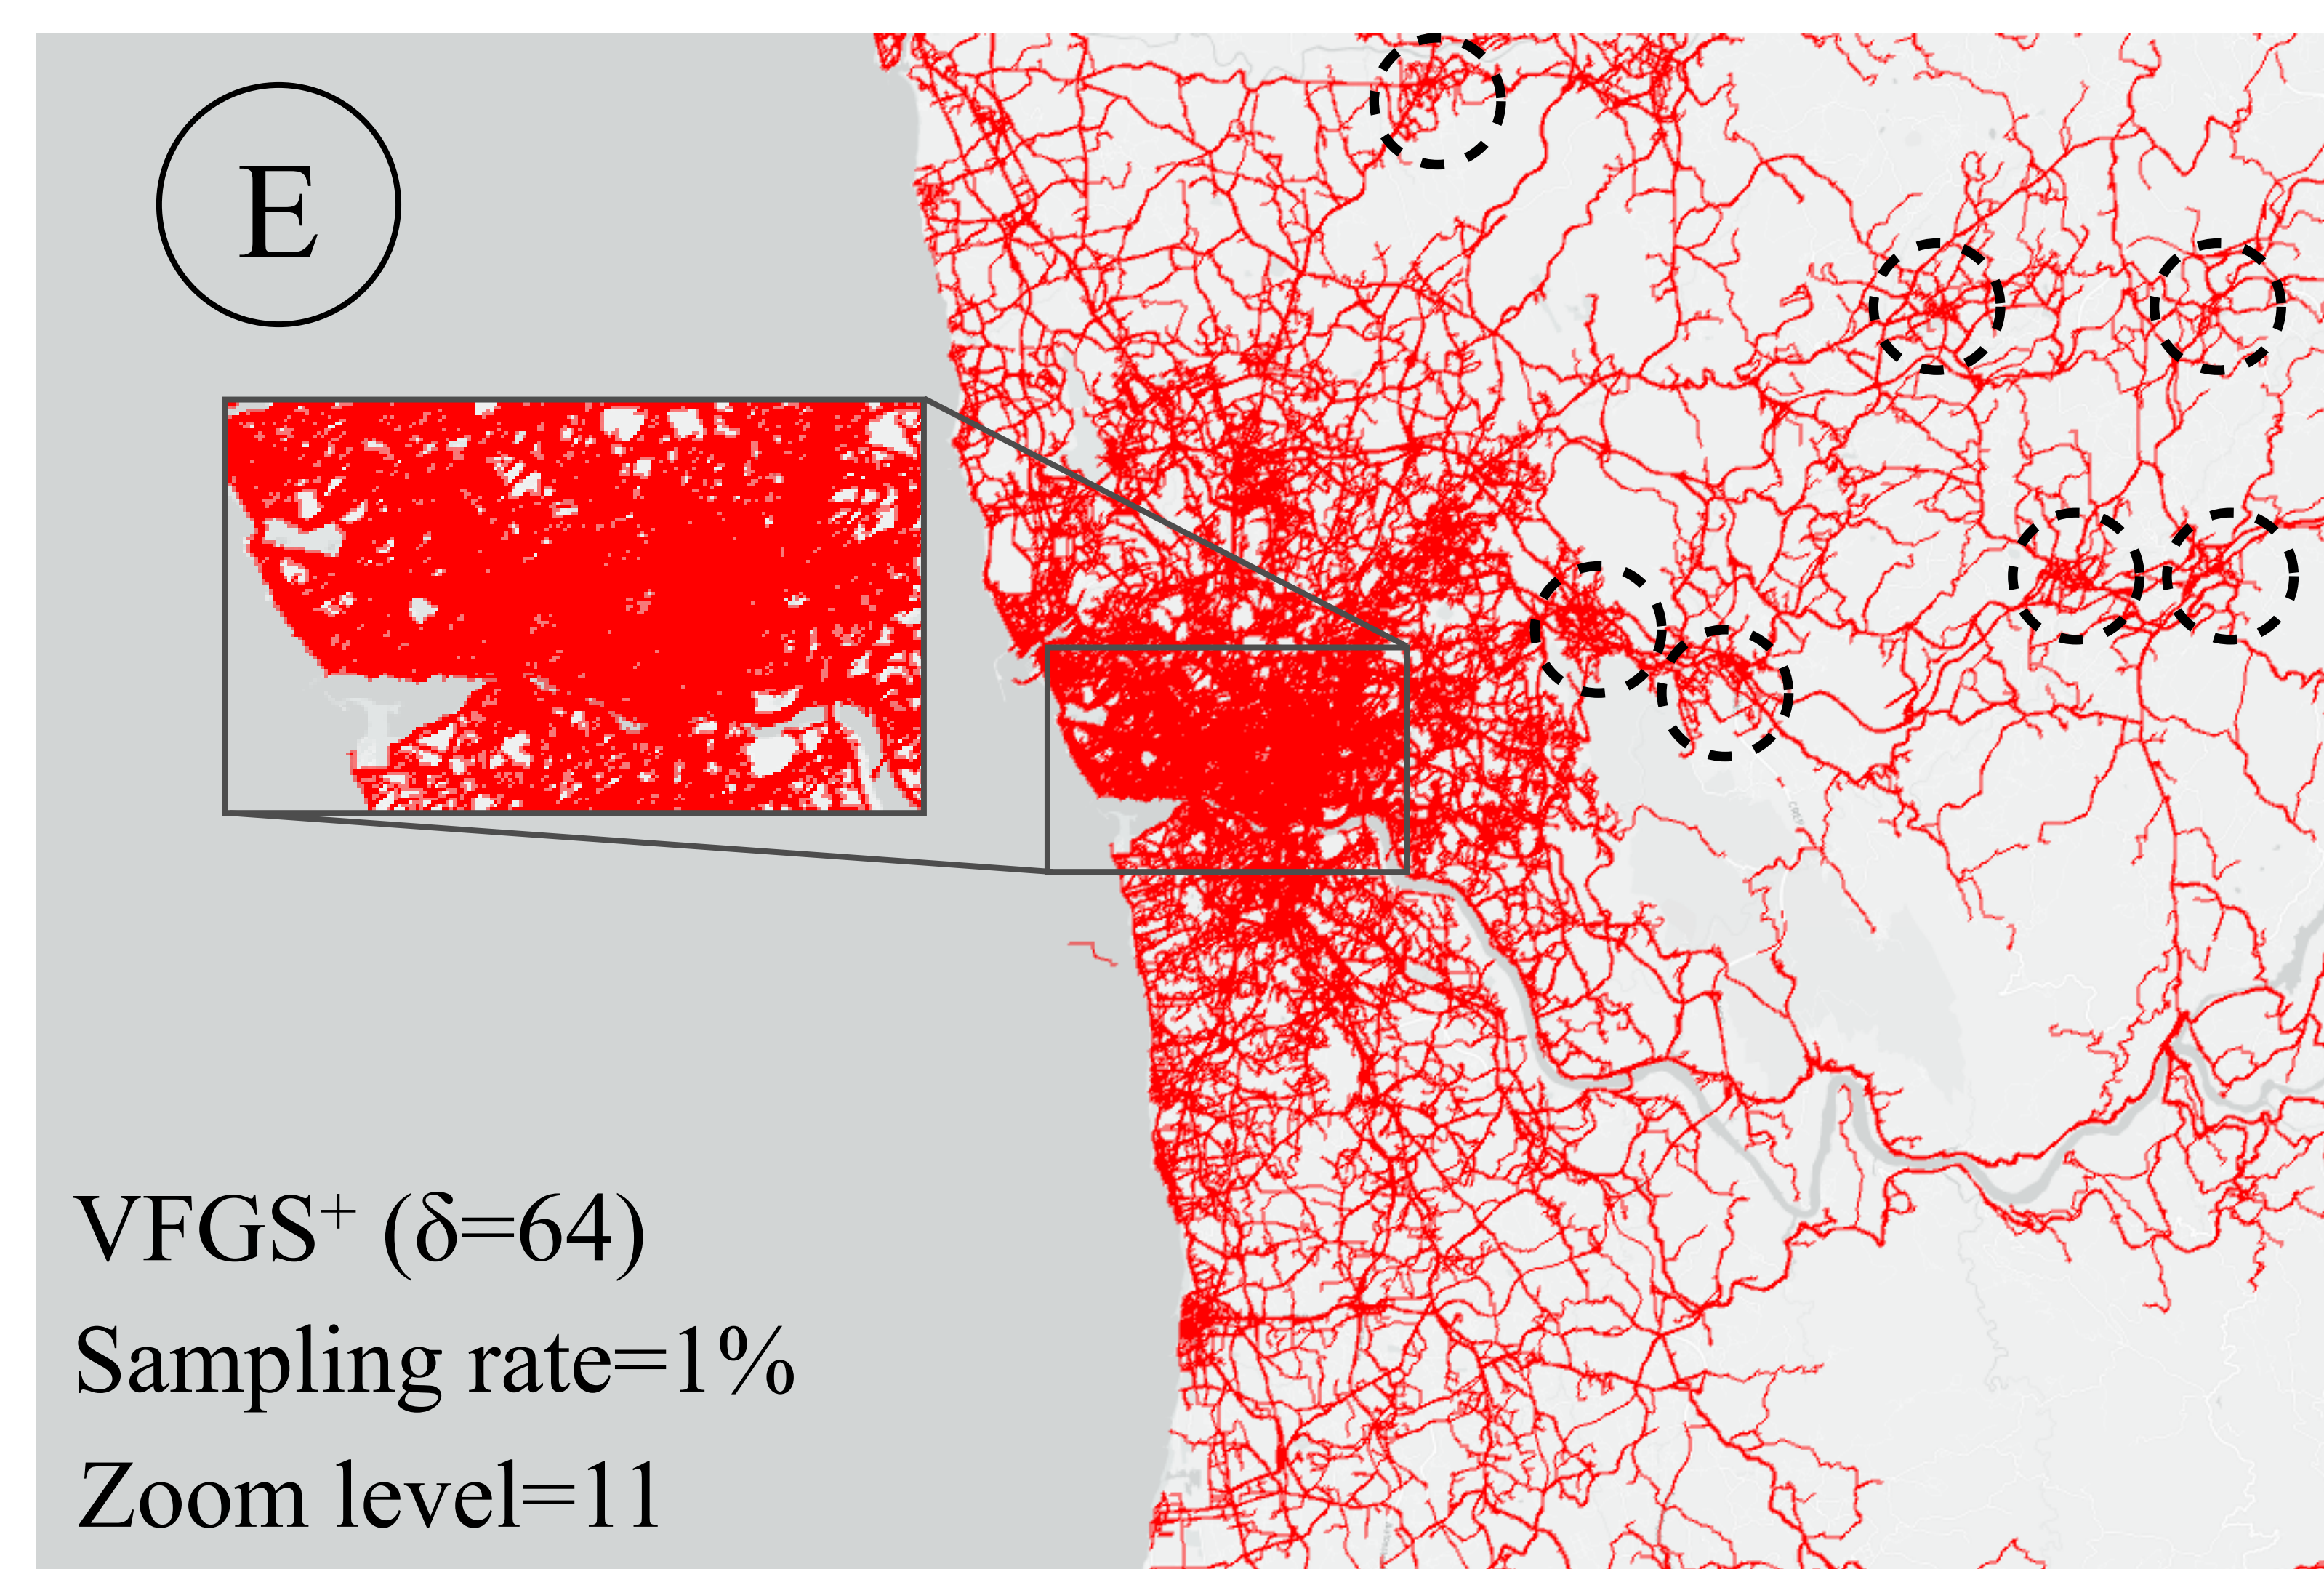 E
VFGS⁺ (δ=64)
Sampling rate=1%
Zoom level=11